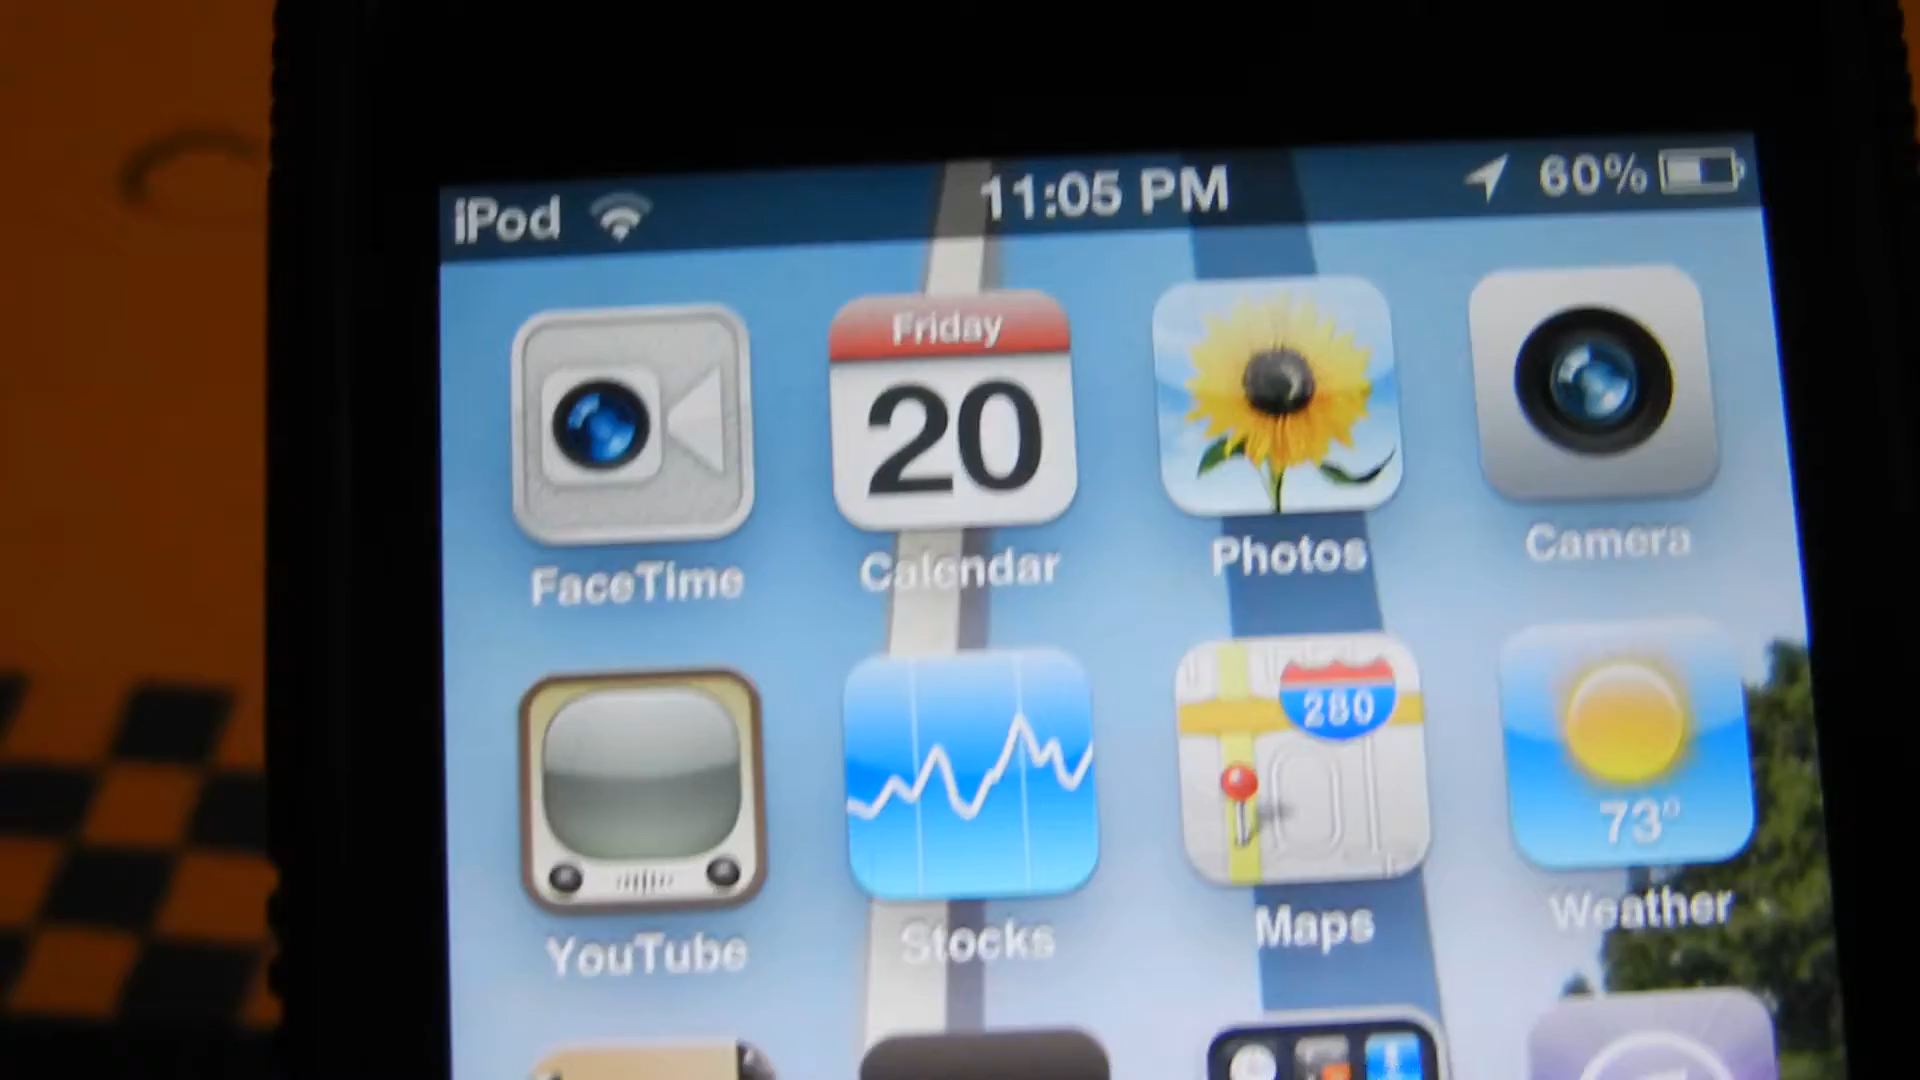 iPod 11:05 PM 60%
Friday
20
FaceTime Calendar Photos Camera
280
73°
YouTube Stocks Maps Weather